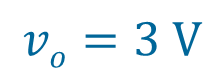 vₒ = 3 V